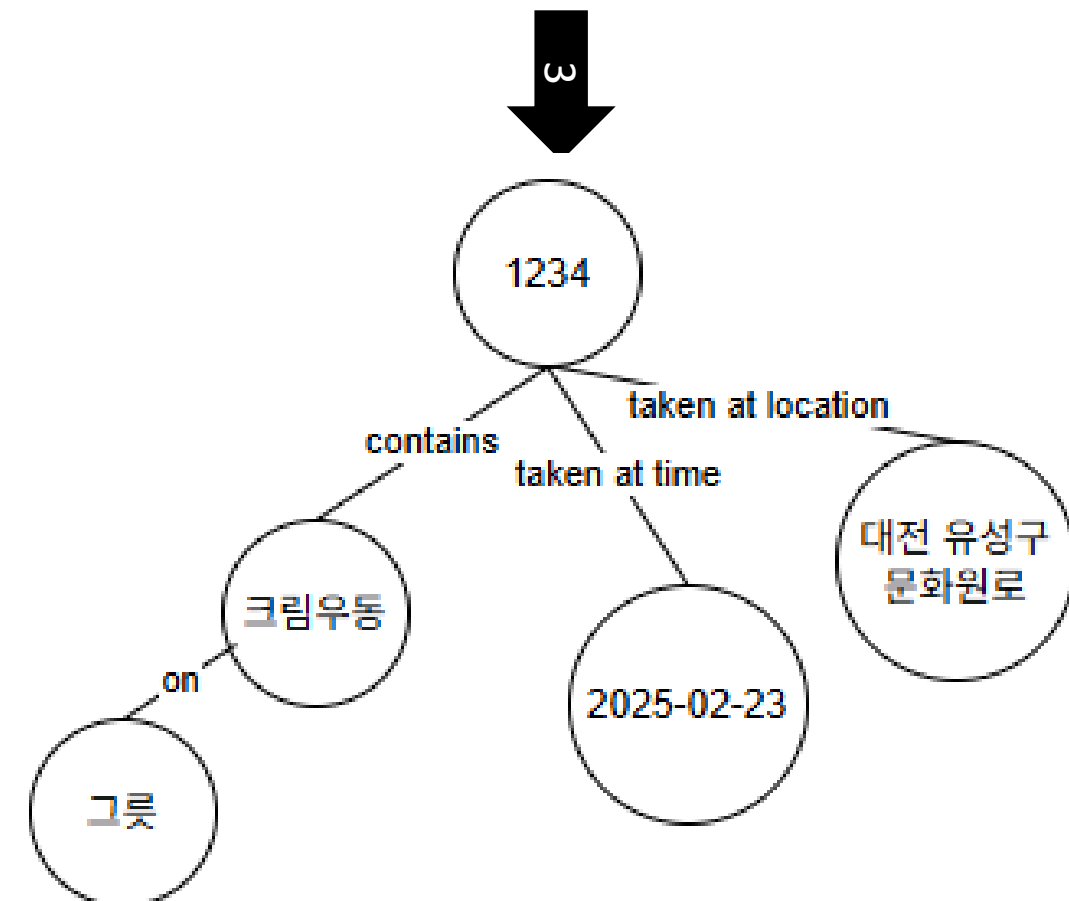 3
1234
taken at location
contains
taken at time
대전 유성구
문화원로
크림우동
on
2025-02-23
그릇